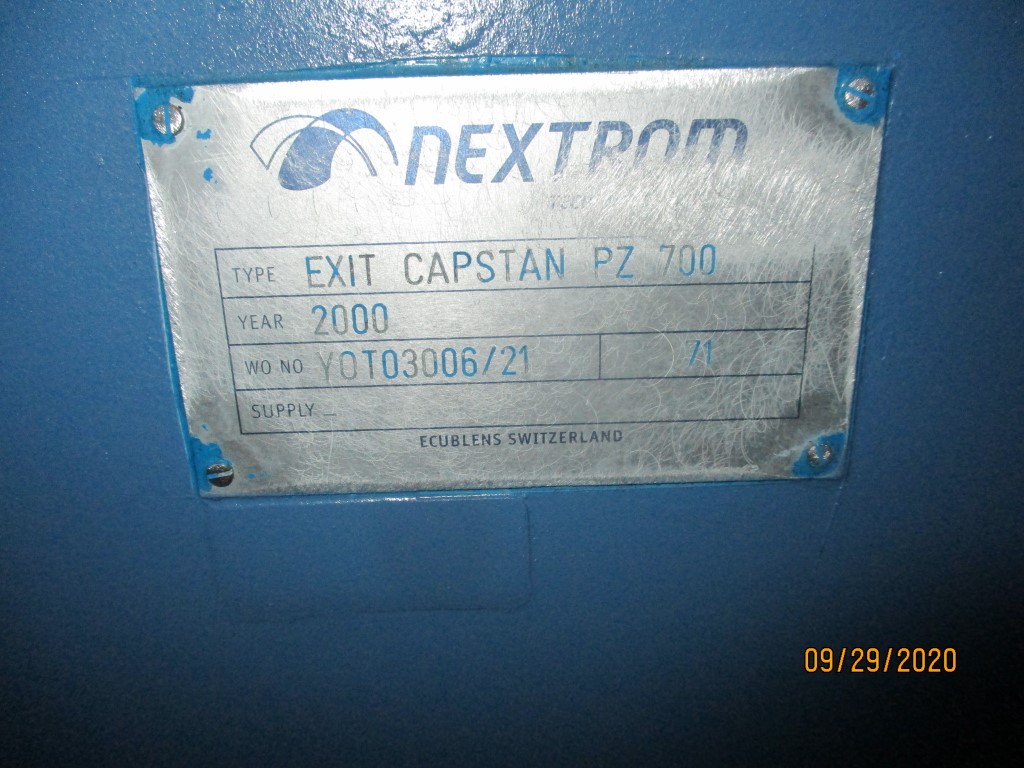 NEXTROM
TYPE EXIT CAPSTAN PZ 700
YEAR 2000
WO NO YOT03006/21 /1
SUPPLY _
ECUBLENS SWITZERLAND
09/29/2020